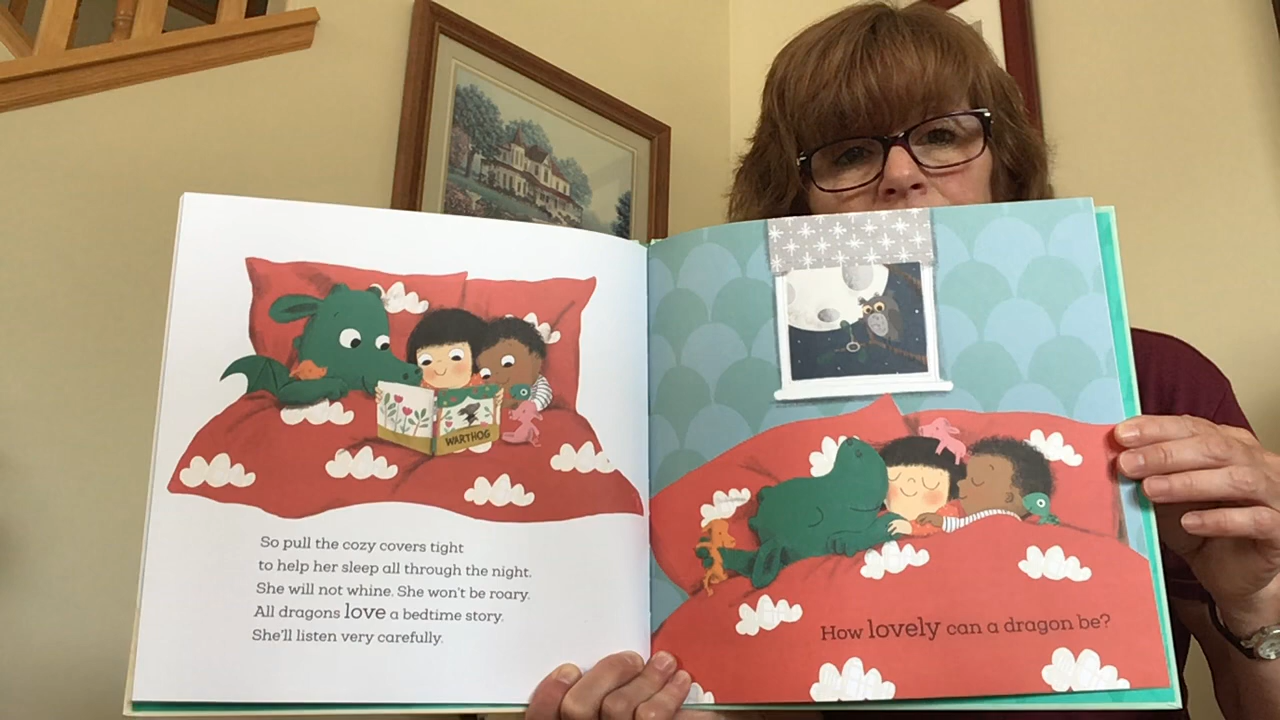 WARTHOG
So pull the cozy covers tight
to help her sleep all through the night.
She will not whine. She won't be roary.
All dragons love a bedtime story.
She'll listen very carefully.
How lovely can a dragon be?